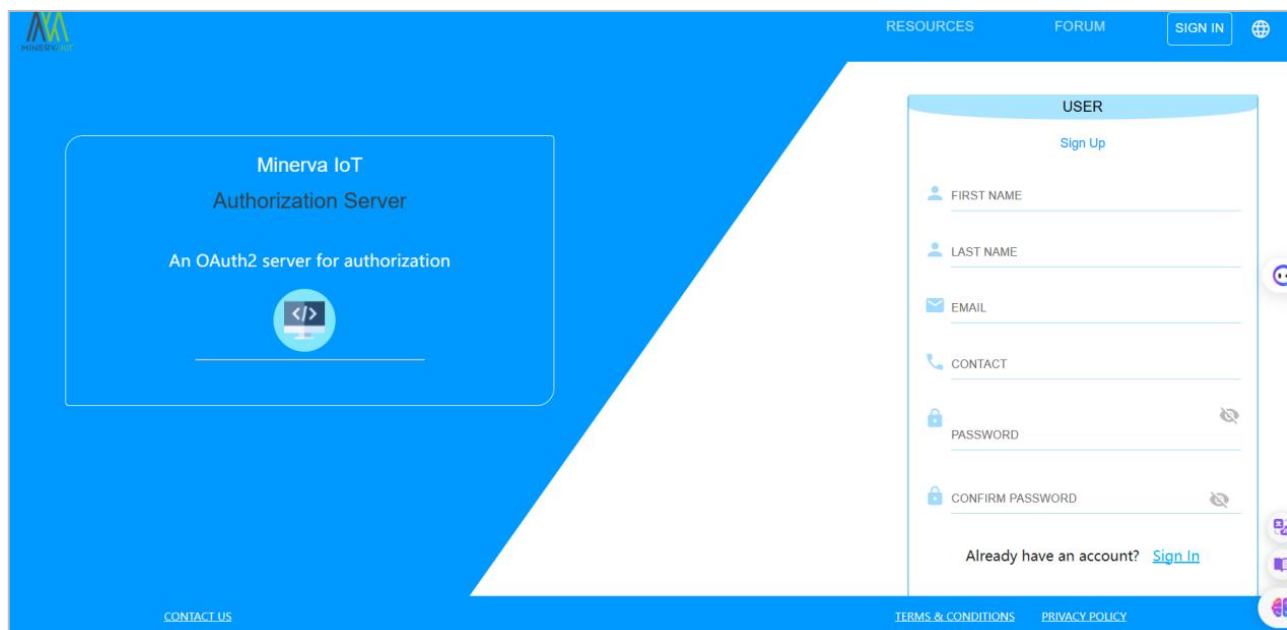 MINERVA IOT
RESOURCES
FORUM
SIGN IN
Minerva IoT
Authorization Server
An OAuth2 server for authorization
</>
USER
Sign Up
FIRST NAME
LAST NAME
EMAIL
CONTACT
PASSWORD
CONFIRM PASSWORD
Already have an account? Sign In
CONTACT US
TERMS & CONDITIONS
PRIVACY POLICY